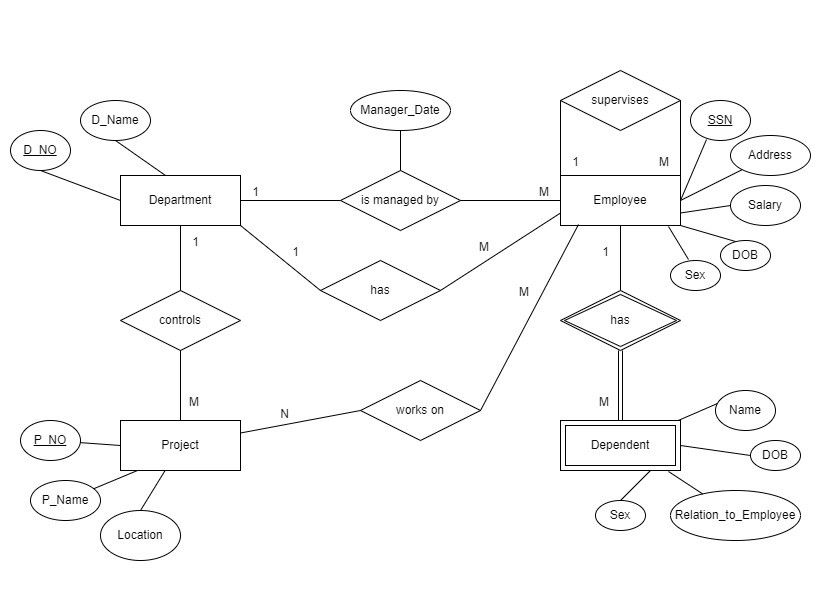 supervises
Manager_Date
SSN
D_Name
D_NO
Address
1
M
Department
1
is managed by
M
Employee
Salary
1
1
M
1
DOB
Sex
has
M
controls
has
M
N
works on
M
Name
P_NO
Project
Dependent
DOB
P_Name
Location
Sex
Relation_to_Employee